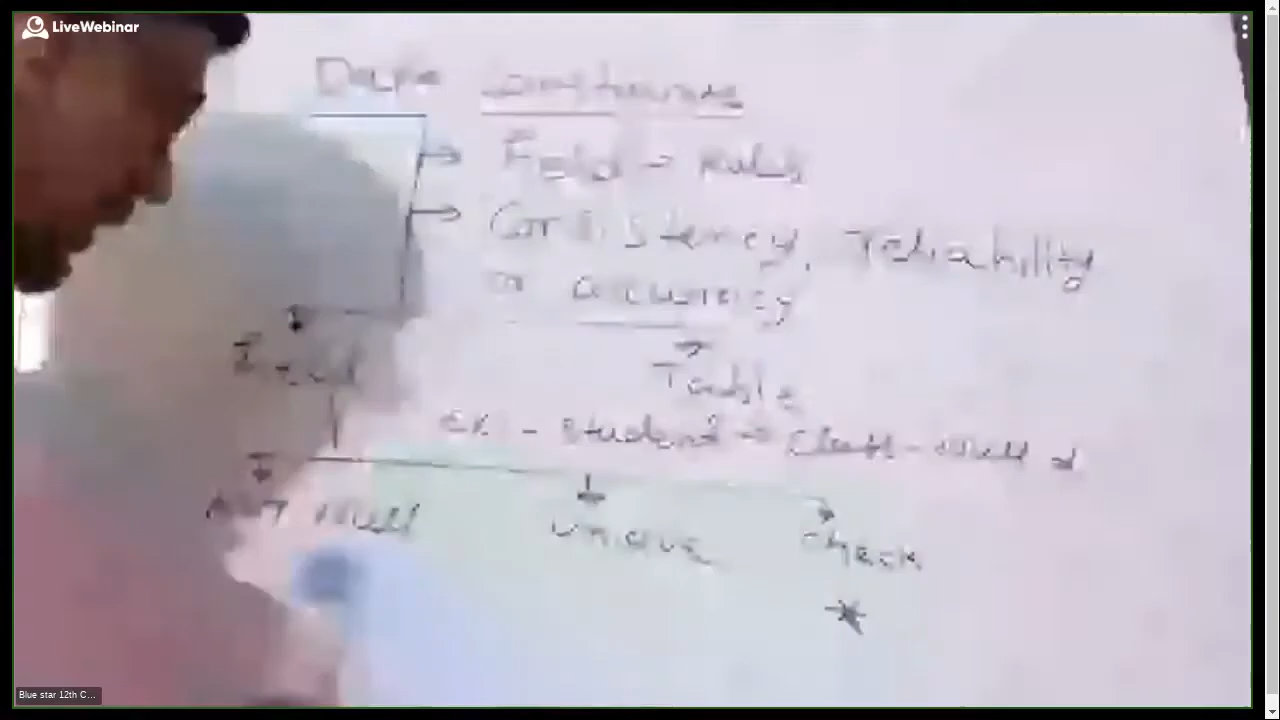 LiveWebinar
Data Constraints
→ Field → Rules
→ Consistency, reliability
or accuracy
Field
Table
Ex: - Student → Class - Null
NOT Null Unique Check
Blue star 12th C...